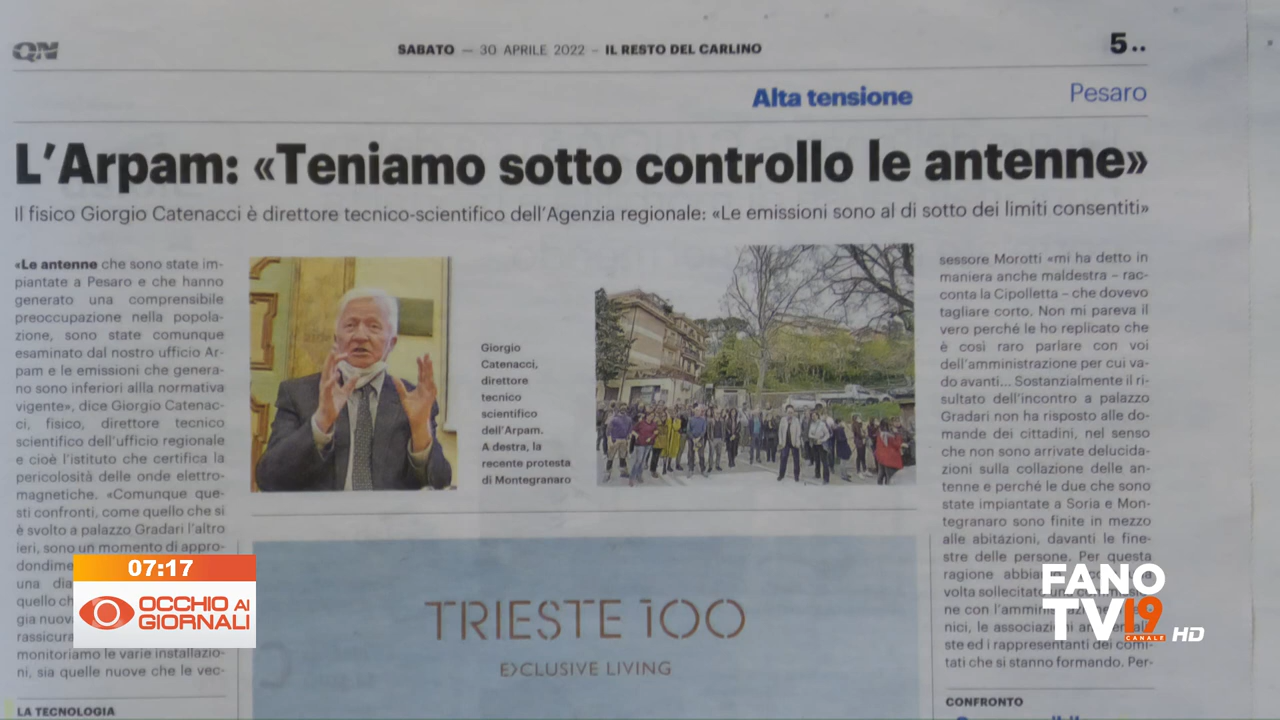 QN
SABATO — 30 APRILE 2022 – IL RESTO DEL CARLINO
5..
Alta tensione
Pesaro
L'Arpam: «Teniamo sotto controllo le antenne»
Il fisico Giorgio Catenacci è direttore tecnico-scientifico dell'Agenzia regionale: «Le emissioni sono al di sotto dei limiti consentiti»
«Le antenne che sono state im-
piantate a Pesaro e che hanno
generato una comprensibile
preoccupazione nella popola-
zione, sono state comunque
esaminato dal nostro ufficio Ar-
pam e le emissioni che genera-
no sono inferiori allla normativa
vigente», dice Giorgio Catenac-
ci, fisico, direttore tecnico
scientifico dell'ufficio regionale
e cioè l'istituto che certifica la
pericolosità delle onde elettro-
magnetiche. «Comunque que-
sti confronti, come quello che si
è svolto a palazzo Gradari l'altro
ieri, sono un momento di appro-
dondime
una dia
quello ch
gia nuov
rassicura
monitoriamo le varie installazio-
ni, sia quelle nuove che le vec-
LA TECNOLOGIA
Giorgio
Catenacci,
direttore
tecnico
scientifico
dell'Arpam.
A destra, la
recente protesta
di Montegranaro
TRIESTE 100
EXCLUSIVE LIVING
sessore Morotti «mi ha detto in
maniera anche maldestra – rac-
conta la Cipolletta – che dovevo
tagliare corto. Non mi pareva il
vero perché le ho replicato che
è così raro parlare con voi
dell'amministrazione per cui va-
do avanti... Sostanzialmente il ri-
sultato dell'incontro a palazzo
Gradari non ha risposto alle do-
mande dei cittadini, nel senso
che non sono arrivate delucida-
zioni sulla collazione delle an-
tenne e perché le due che sono
state impiantate a Soria e Mon-
tegranaro sono finite in mezzo
alle abitazioni, davanti le fine-
stre delle persone. Per questa
ragione abbiam
volta sollecitato
ne con l'ammin
nici, le associazioni
ste ed i rappresentanti dei comi-
tati che si stanno formando. Per-
CONFRONTO
07:17
OCCHIO AI
GIORNALI
FANO
TV 19
CANALE HD